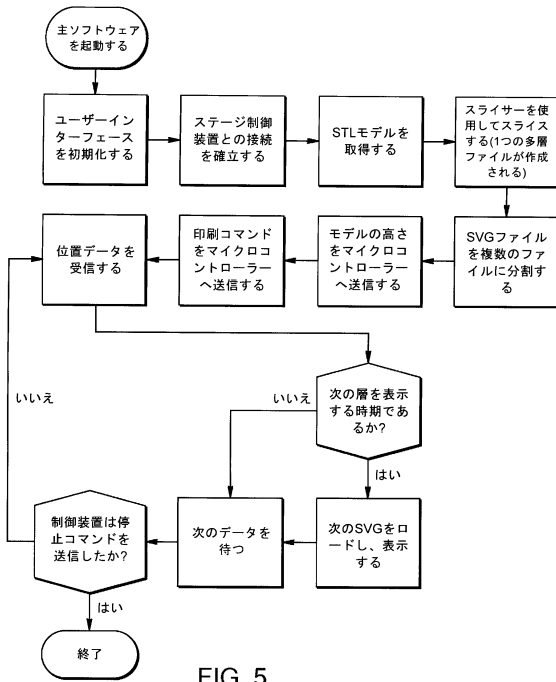 主ソフトウェア
を起動する
ユーザーイン
ターフェース
を初期化する
ステージ制御
装置との接続
を確立する
STLモデルを
取得する
スライサーを使
用してスライス
する(1つの多層
ファイルが作成
される)
SVGファイル
を複数のファ
イルに分割す
る
モデルの高さ
をマイクロコ
ントローラー
へ送信する
印刷コマンド
をマイクロコ
ントローラー
へ送信する
位置データを
受信する
次の層を表示
する時期であ
るか?
いいえ
はい
次のSVGをロ
ードし、表示
する
次のデータを
待つ
制御装置は停
止コマンドを
送信したか?
いいえ
はい
終了
FIG. 5